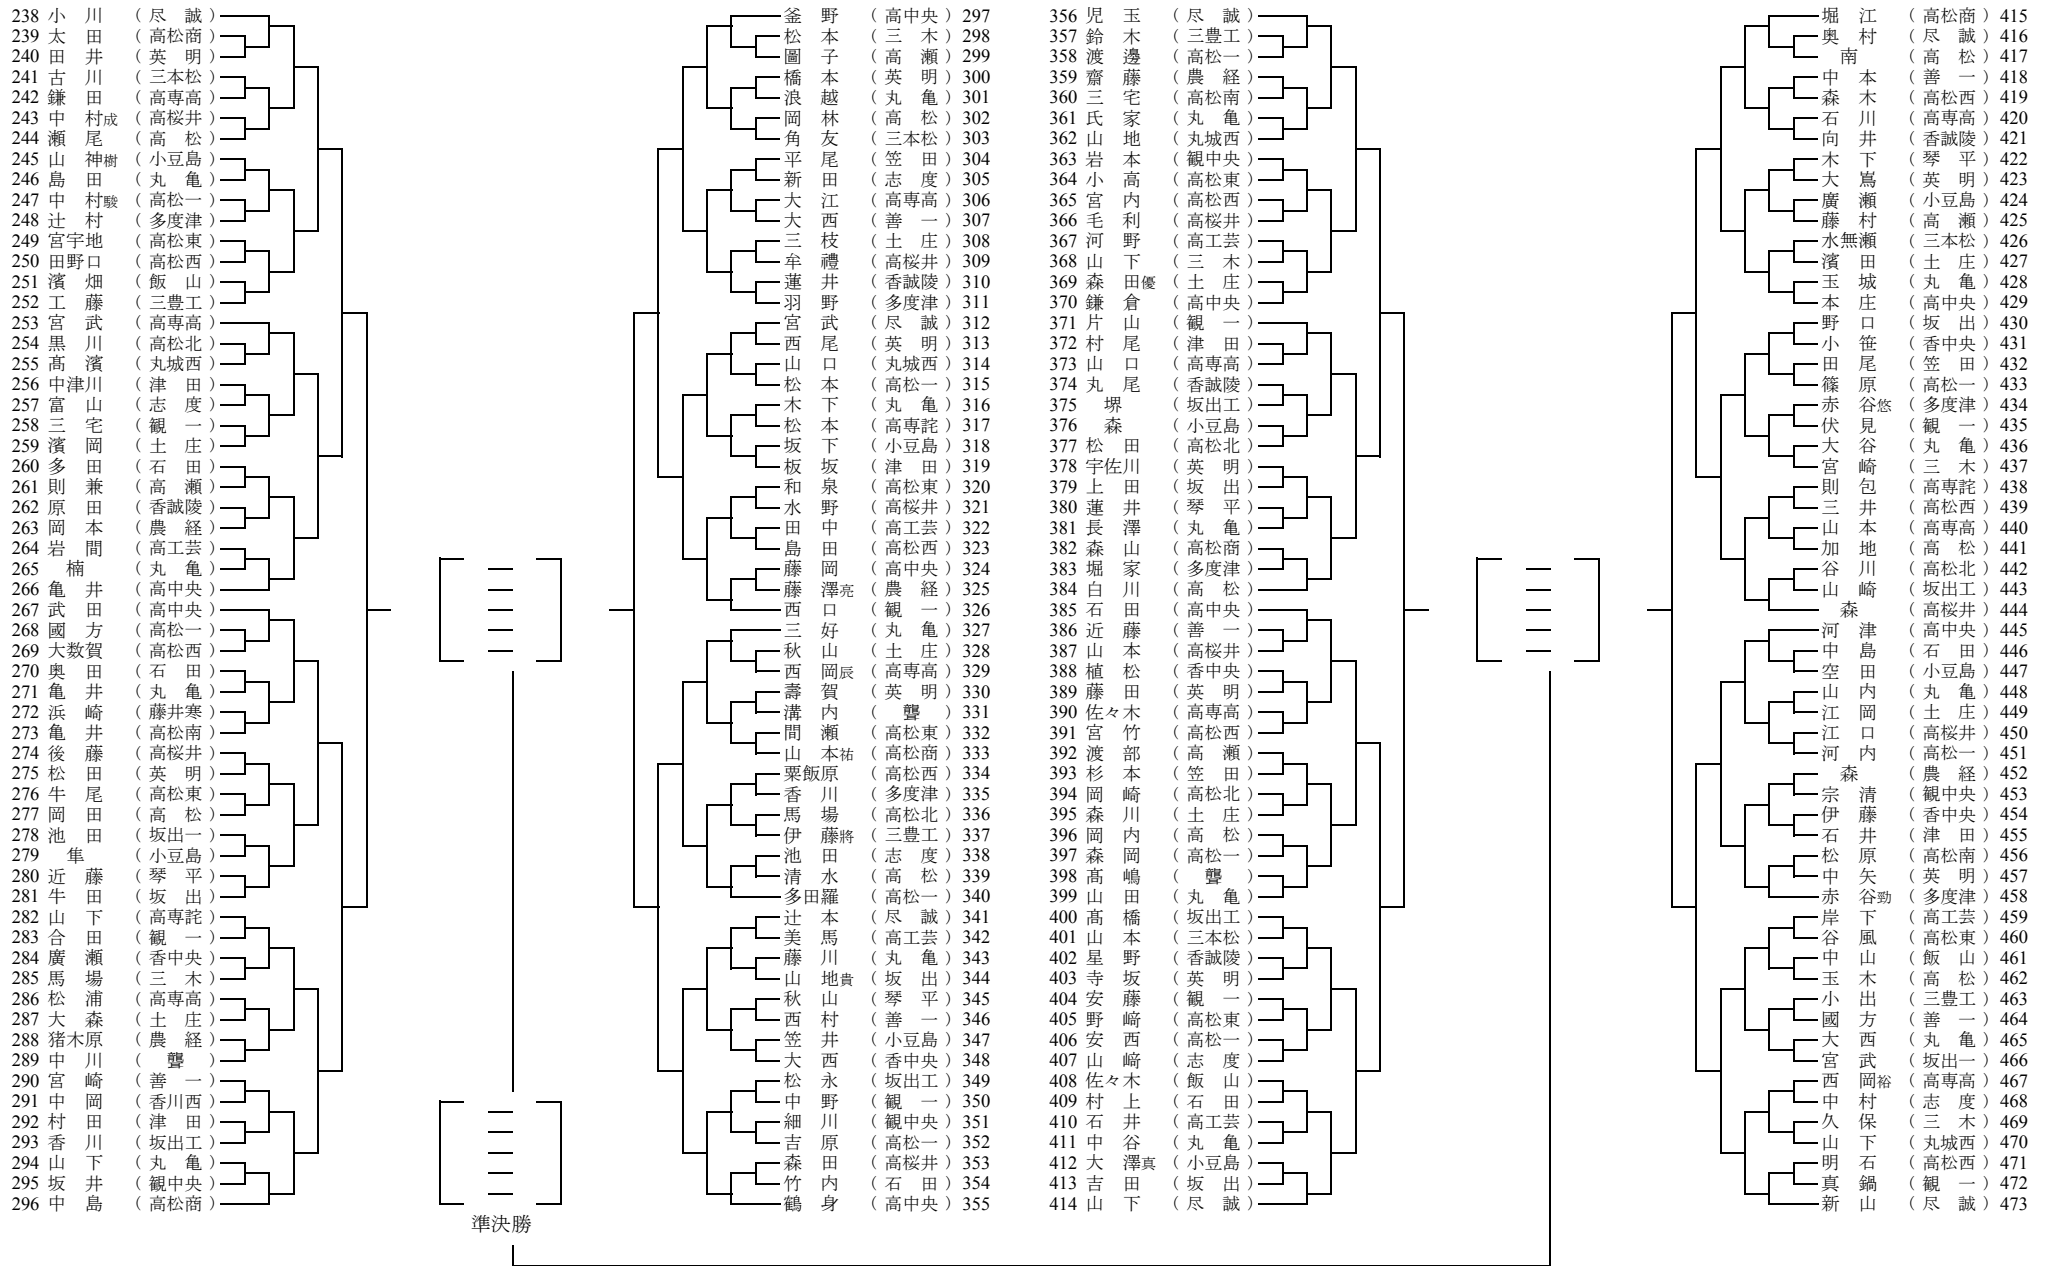 238 小川 （尽誠）
239 太田 （高松商）
240 田井 （英明）
241 古川 （三本松）
242 鎌田 （高専高）
243 中村成 （高桜井）
244 瀬尾 （高松）
245 山神樹 （小豆島）
246 島田 （丸亀）
247 中村駿 （高松一）
248 辻村 （多度津）
249 宮宇地 （高松東）
250 田野口 （高松西）
251 濱畑 （飯山）
252 工藤 （三豊工）
253 宮武 （高専高）
254 黒川 （高松北）
255 髙濱 （丸城西）
256 中津川 （津田）
257 富山 （志度）
258 三宅 （観一）
259 濱岡 （土庄）
260 多田 （石田）
261 則兼 （高瀬）
262 原田 （香誠陵）
263 岡本 （農経）
264 岩間 （高工芸）
265 楠 （丸亀）
266 亀井 （高中央）
267 武田 （高中央）
268 國方 （高松一）
269 大数賀 （高松西）
270 奥田 （石田）
271 亀井 （丸亀）
272 浜崎 （藤井寒）
273 亀井 （高松南）
274 後藤 （高桜井）
275 松田 （英明）
276 牛尾 （高松東）
277 岡田 （高松）
278 池田 （坂出一）
279 隼 （小豆島）
280 近藤 （琴平）
281 牛田 （坂出）
282 山下 （高専詫）
283 合田 （観一）
284 廣瀬 （香中央）
285 馬場 （三木）
286 松浦 （高専高）
287 大森 （土庄）
288 猪木原 （農経）
289 中川 （聾）
290 宮崎 （善一）
291 中岡 （香川西）
292 村田 （津田）
293 香川 （坂出工）
294 山下 （丸亀）
295 坂井 （観中央）
296 中島 （高松商）
準決勝
釜野 （高中央） 297
松本 （三木） 298
圖子 （高瀬） 299
橋本 （英明） 300
浪越 （丸亀） 301
岡林 （高松） 302
角友 （三本松） 303
平尾 （笠田） 304
新田 （志度） 305
大江 （高専高） 306
大西 （善一） 307
三枝 （土庄） 308
牟禮 （高桜井） 309
蓮井 （香誠陵） 310
羽野 （多度津） 311
宮武 （尽誠） 312
西尾 （英明） 313
山口 （丸城西） 314
松本 （高松一） 315
木下 （丸亀） 316
松本 （高専詫） 317
坂下 （小豆島） 318
板坂 （津田） 319
和泉 （高松東） 320
水野 （高桜井） 321
田中 （高工芸） 322
島田 （高松西） 323
藤岡 （高中央） 324
藤澤亮 （農経） 325
西口 （観一） 326
三好 （丸亀） 327
秋山 （土庄） 328
西岡辰 （高専高） 329
壽賀 （英明） 330
溝内 （聾） 331
間瀬 （高松東） 332
山本祐 （高松商） 333
粟飯原 （高松西） 334
香川 （多度津） 335
馬場 （高松北） 336
伊藤將 （三豊工） 337
池田 （志度） 338
清水 （高松） 339
多田羅 （高松一） 340
辻本 （尽誠） 341
美馬 （高工芸） 342
藤川 （丸亀） 343
山地貴 （坂出） 344
秋山 （琴平） 345
西村 （善一） 346
笠井 （小豆島） 347
大西 （香中央） 348
松永 （坂出工） 349
中野 （観一） 350
細川 （観中央） 351
吉原 （高松一） 352
森田 （高桜井） 353
竹内 （石田） 354
鶴身 （高中央） 355
356 児玉 （尽誠）
357 鈴木 （三豊工）
358 渡邊 （高松一）
359 齋藤 （農経）
360 三宅 （高松南）
361 氏家 （丸亀）
362 山地 （丸城西）
363 岩本 （観中央）
364 小高 （高松東）
365 宮内 （高松西）
366 毛利 （高桜井）
367 河野 （高工芸）
368 山下 （三木）
369 森田優 （土庄）
370 鎌倉 （高中央）
371 片山 （観一）
372 村尾 （津田）
373 山口 （高専高）
374 丸尾 （香誠陵）
375 堺 （坂出工）
376 森 （小豆島）
377 松田 （高松北）
378 宇佐川 （英明）
379 上田 （坂出）
380 蓮井 （琴平）
381 長澤 （丸亀）
382 森山 （高松商）
383 堀家 （多度津）
384 白川 （高松）
385 石田 （高中央）
386 近藤 （善一）
387 山本 （高桜井）
388 植松 （香中央）
389 藤田 （英明）
390 佐々木 （高専高）
391 宮竹 （高松西）
392 渡部 （高瀬）
393 杉本 （笠田）
394 岡崎 （高松北）
395 森川 （土庄）
396 岡内 （高松）
397 森岡 （高松一）
398 髙嶋 （聾）
399 山田 （丸亀）
400 髙橋 （坂出工）
401 山本 （三本松）
402 星野 （香誠陵）
403 寺坂 （英明）
404 安藤 （観一）
405 野﨑 （高松東）
406 安西 （高松一）
407 山﨑 （志度）
408 佐々木 （飯山）
409 村上 （石田）
410 石井 （高工芸）
411 中谷 （丸亀）
412 大澤真 （小豆島）
413 吉田 （坂出）
414 山下 （尽誠）
堀江 （高松商） 415
奥村 （尽誠） 416
南 （高松） 417
中本 （善一） 418
森木 （高松西） 419
石川 （高専高） 420
向井 （香誠陵） 421
木下 （琴平） 422
大嶌 （英明） 423
廣瀬 （小豆島） 424
藤村 （高瀬） 425
水無瀬 （三本松） 426
濱田 （土庄） 427
玉城 （丸亀） 428
本庄 （高中央） 429
野口 （坂出） 430
小笹 （香中央） 431
田尾 （笠田） 432
篠原 （高松一） 433
赤谷悠 （多度津） 434
伏見 （観一） 435
大谷 （丸亀） 436
宮崎 （三木） 437
則包 （高専詫） 438
三井 （高松西） 439
山本 （高専高） 440
加地 （高松） 441
谷川 （高松北） 442
山崎 （坂出工） 443
森 （高桜井） 444
河津 （高中央） 445
中島 （石田） 446
空田 （小豆島） 447
山内 （丸亀） 448
江岡 （土庄） 449
江口 （高桜井） 450
河内 （高松一） 451
森 （農経） 452
宗清 （観中央） 453
伊藤 （香中央） 454
石井 （津田） 455
松原 （高松南） 456
中矢 （英明） 457
赤谷勁 （多度津） 458
岸下 （高工芸） 459
谷風 （高松東） 460
中山 （飯山） 461
玉木 （高松） 462
小出 （三豊工） 463
國方 （善一） 464
大西 （丸亀） 465
宮武 （坂出一） 466
西岡裕 （高専高） 467
中村 （志度） 468
久保 （三木） 469
山下 （丸城西） 470
明石 （高松西） 471
真鍋 （観一） 472
新山 （尽誠） 473